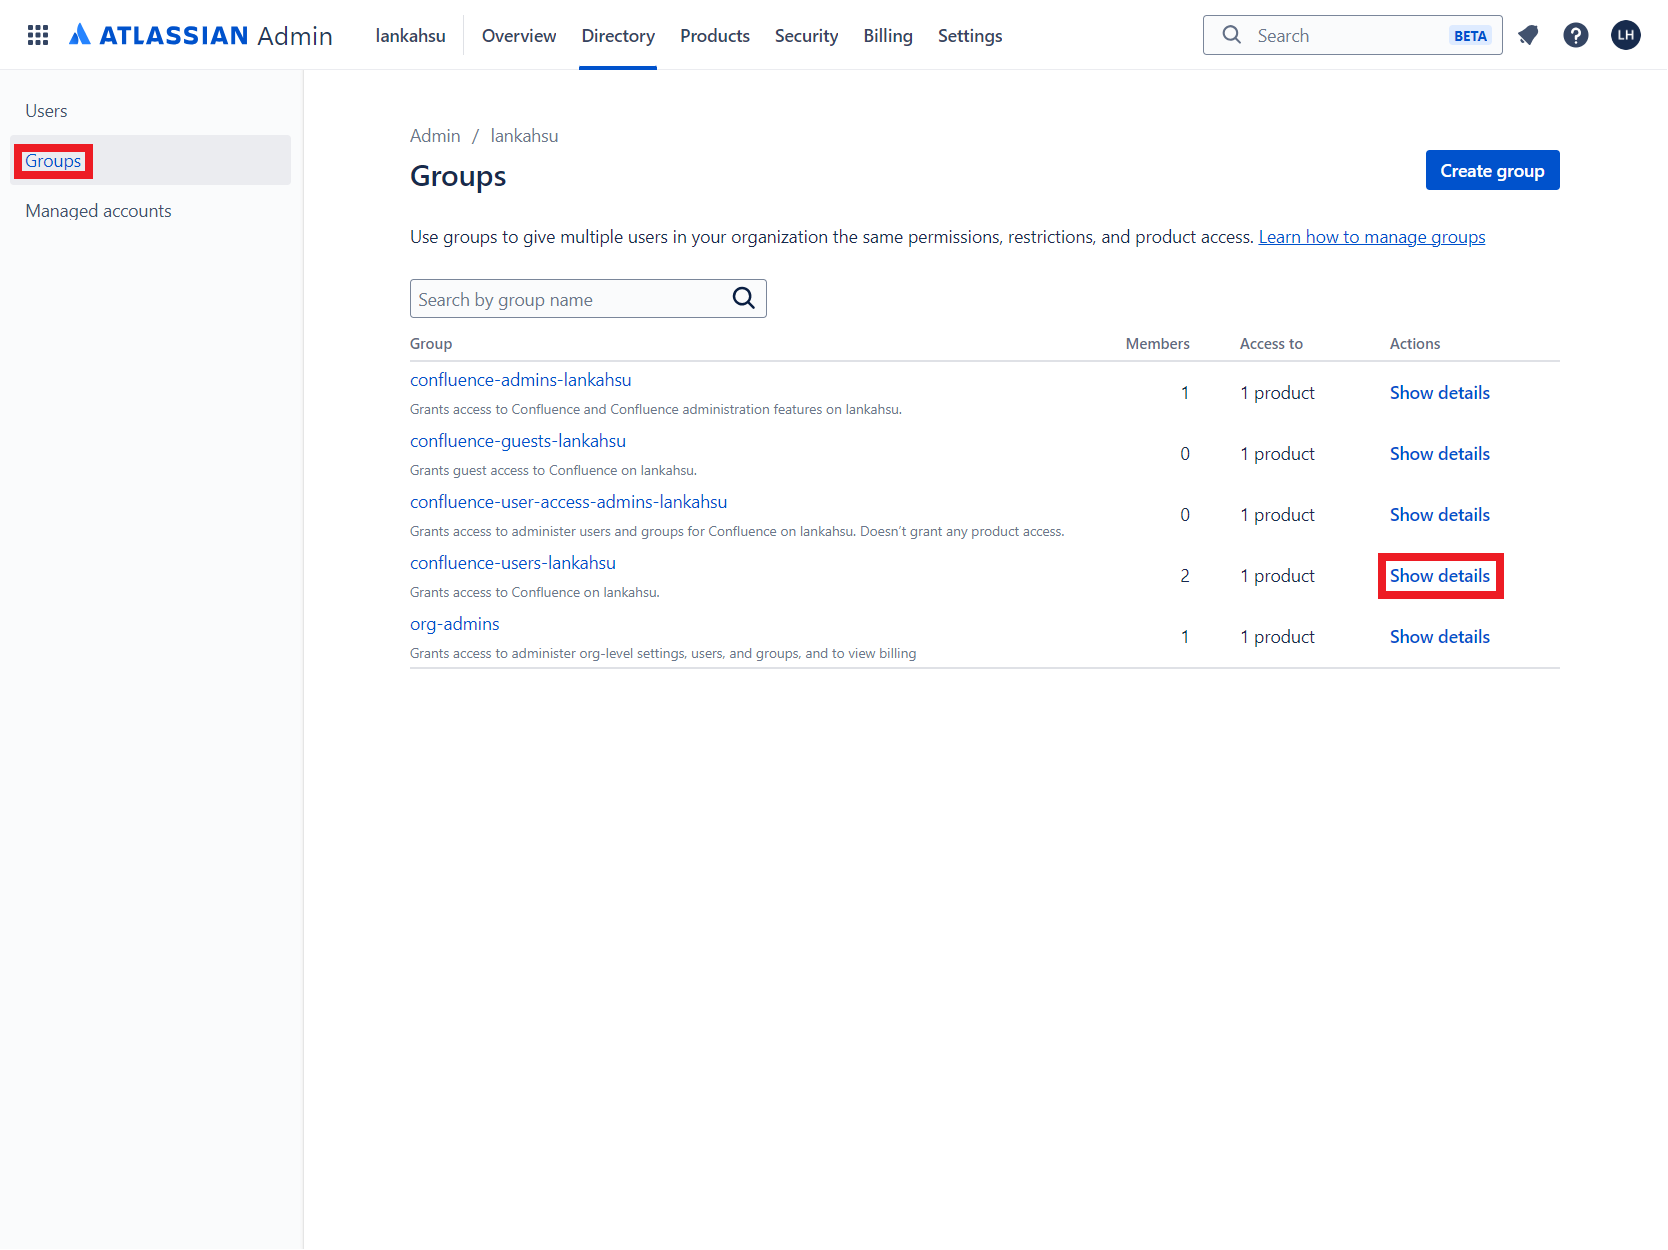 ATLASSIAN Admin lankahsu Overview Directory Products Security Billing Settings Search BETA LH
Users
Groups
Managed accounts
Admin / lankahsu
Groups
Create group
Use groups to give multiple users in your organization the same permissions, restrictions, and product access. Learn how to manage groups
Search by group name
Group Members Access to Actions
confluence-admins-lankahsu
Grants access to Confluence and Confluence administration features on lankahsu.
1 1 product Show details
confluence-guests-lankahsu
Grants guest access to Confluence on lankahsu.
0 1 product Show details
confluence-user-access-admins-lankahsu
Grants access to administer users and groups for Confluence on lankahsu. Doesn't grant any product access.
0 1 product Show details
confluence-users-lankahsu
Grants access to Confluence on lankahsu.
2 1 product Show details
org-admins
Grants access to administer org-level settings, users, and groups, and to view billing
1 1 product Show details